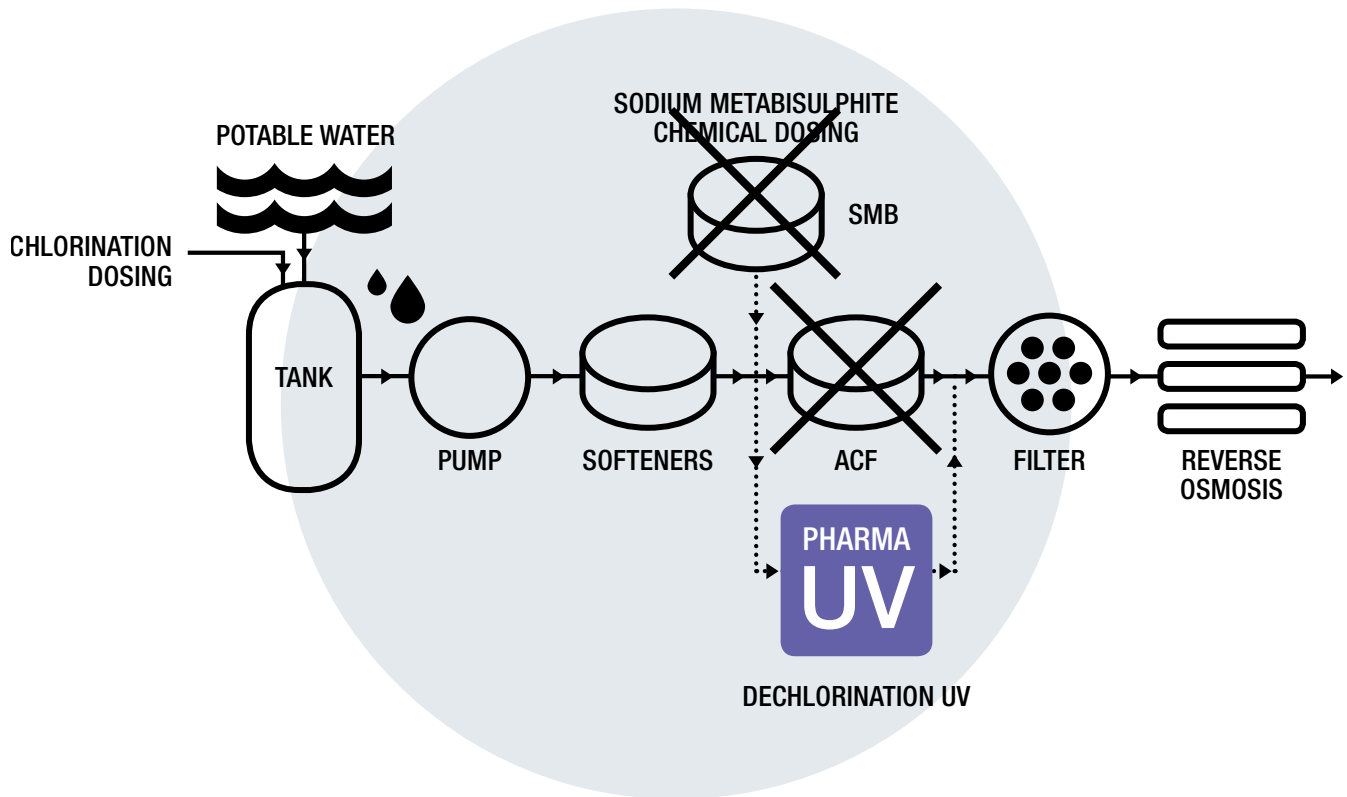 SODIUM METABISULPHITE
CHEMICAL DOSING
POTABLE WATER
SMB
CHLORINATION
DOSING
TANK
PUMP
SOFTENERS
ACF
FILTER
REVERSE
OSMOSIS
PHARMA
UV
DECHLORINATION UV